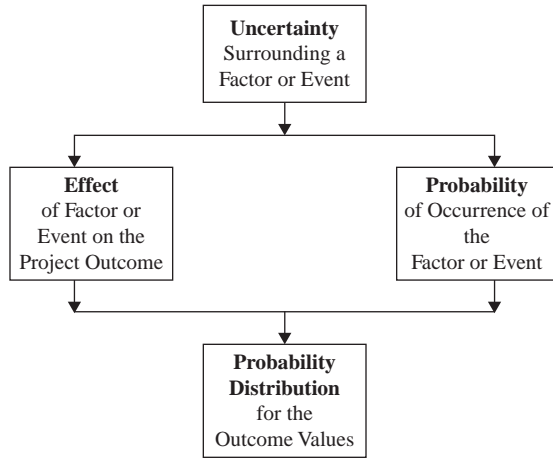 Uncertainty
Surrounding a
Factor or Event
Effect
of Factor or
Event on the
Project Outcome
Probability
of Occurrence of
the
Factor or Event
Probability
Distribution
for the
Outcome Values